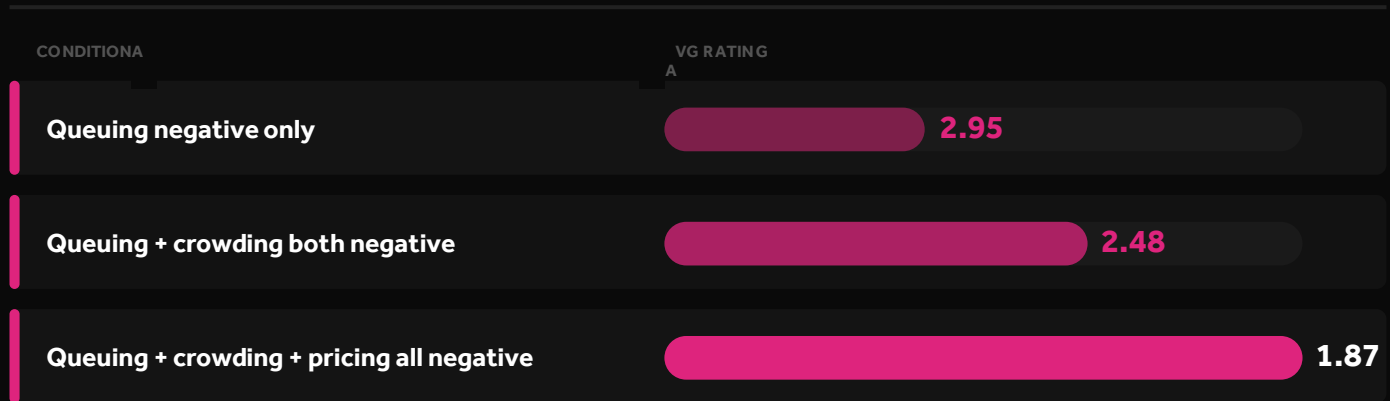 CONDITIONA
VG RATING
A
Queuing negative only
2.95
Queuing + crowding both negative
2.48
Queuing + crowding + pricing all negative
1.87